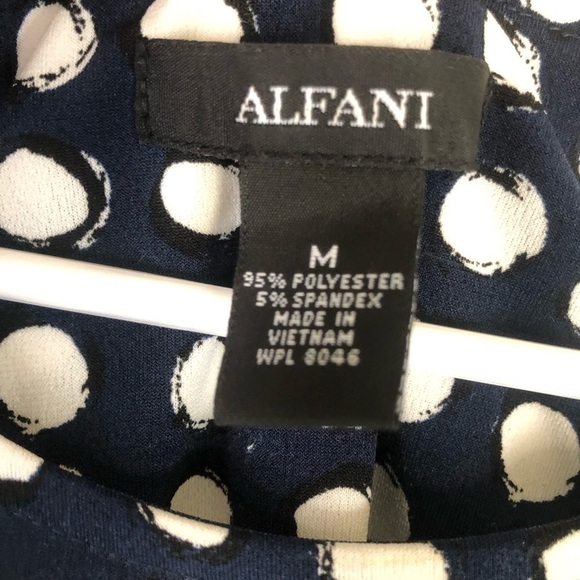 ALFANI
M
95% POLYESTER
5% SPANDEX
MADE IN
VIETNAM
WPL 8046